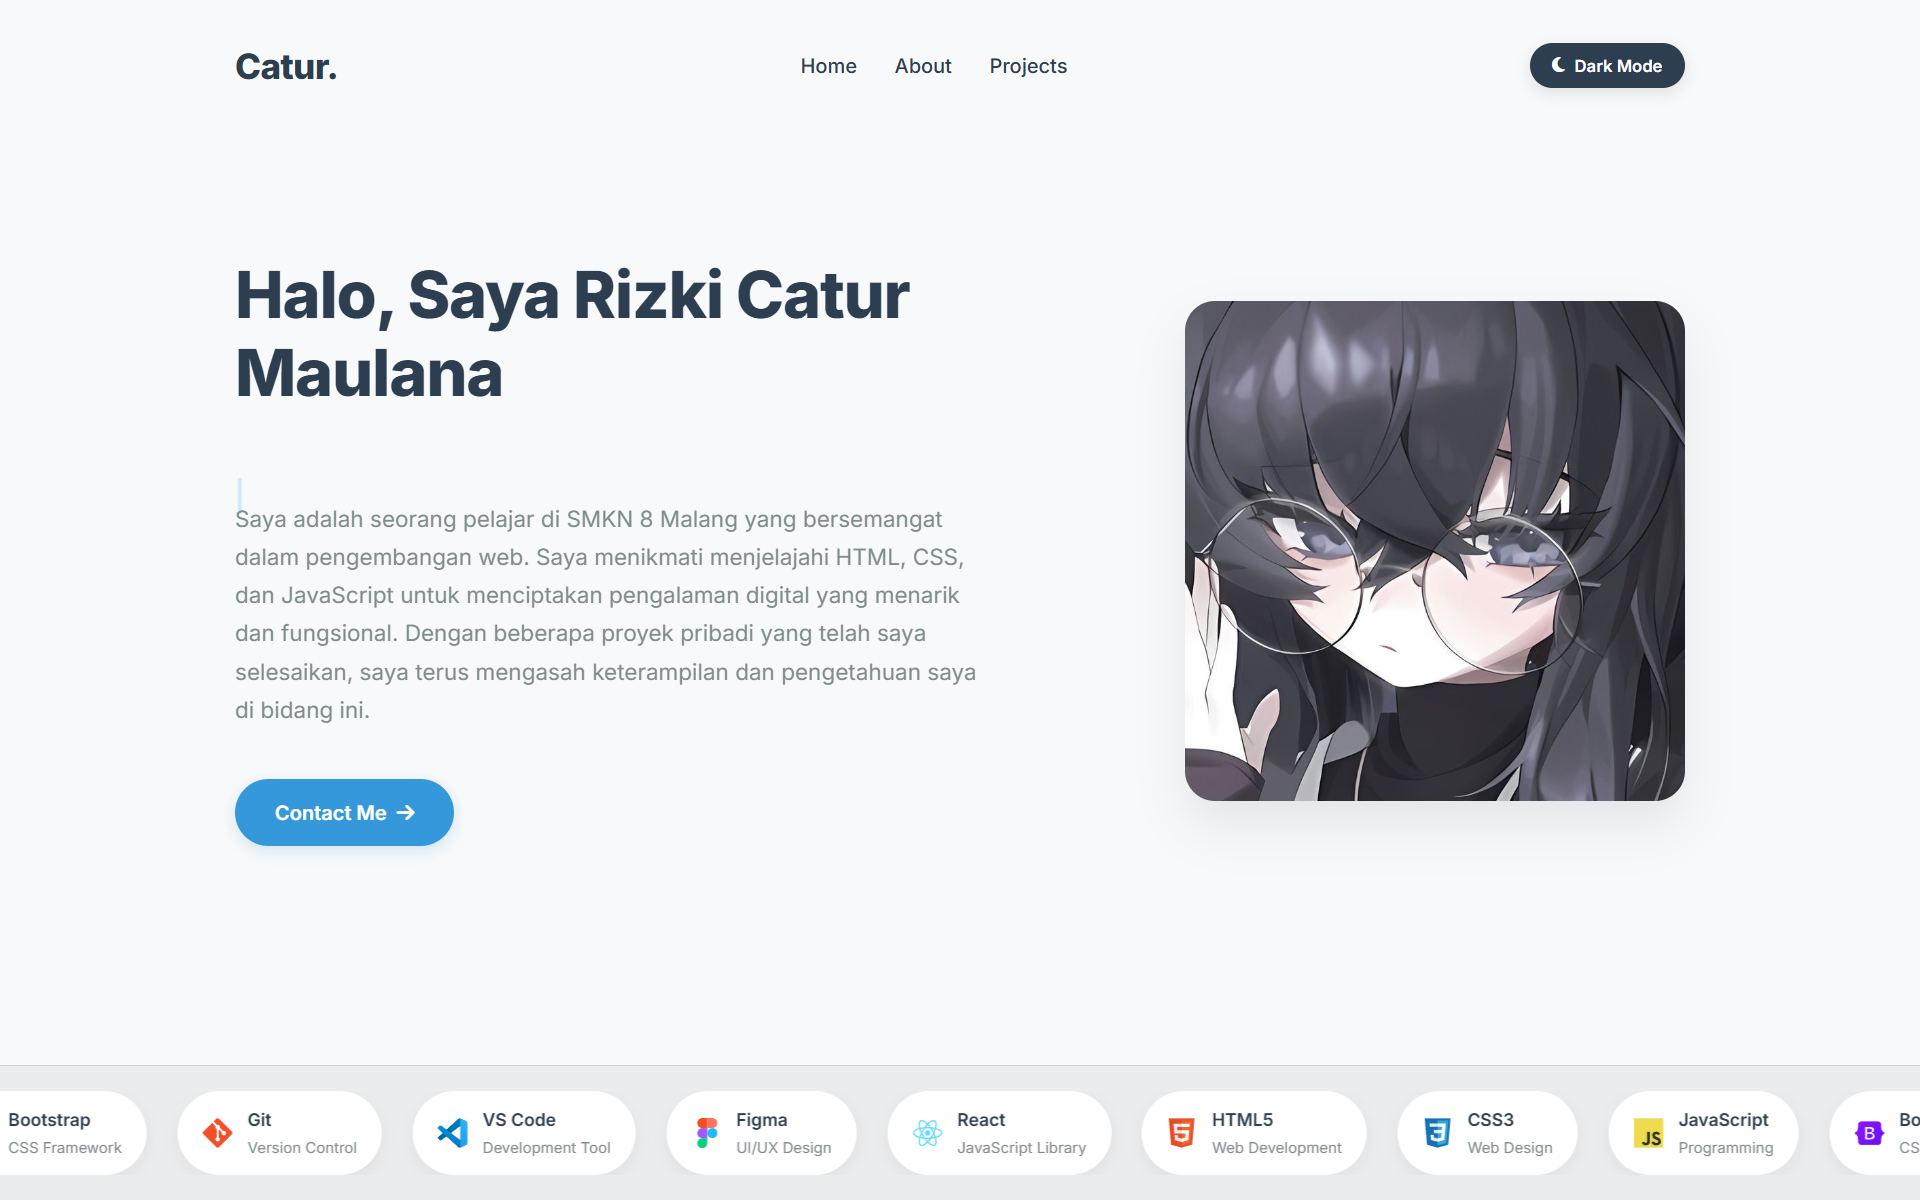 Catur.
Home
About
Projects
Dark Mode
Halo, Saya Rizki Catur
Maulana
Saya adalah seorang pelajar di SMKN 8 Malang yang bersemangat
dalam pengembangan web. Saya menikmati menjelajahi HTML, CSS,
dan JavaScript untuk menciptakan pengalaman digital yang menarik
dan fungsional. Dengan beberapa proyek pribadi yang telah saya
selesaikan, saya terus mengasah keterampilan dan pengetahuan saya
di bidang ini.
Contact Me
Bootstrap
CSS Framework
Git
Version Control
VS Code
Development Tool
Figma
UI/UX Design
React
JavaScript Library
HTML5
Web Development
CSS3
Web Design
JS
JavaScript
Programming
B
Bo
CS